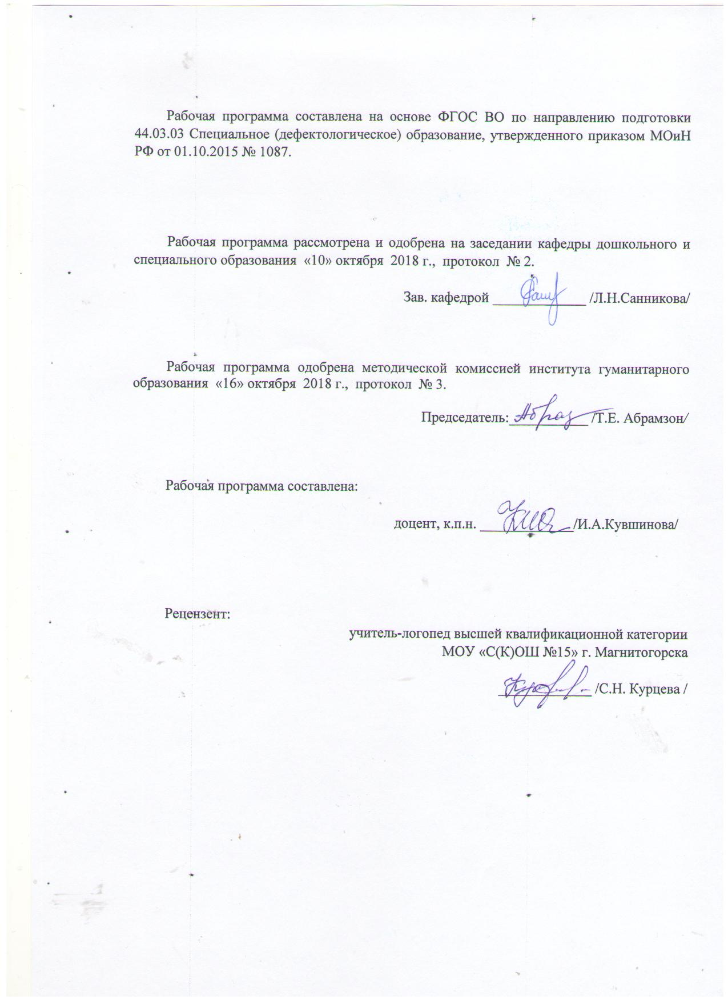 Рабочая программа составлена на основе ФГОС ВО по направлению подготовки
44.03.03 Специальное (дефектологическое) образование, утвержденного приказом МОиН
РФ от 01.10.2015 № 1087.
Рабочая программа рассмотрена и одобрена на заседании кафедры дошкольного и
специального образования «10» октября 2018 г., протокол № 2.
Зав. кафедрой _____________ /Л.Н.Санникова/
Рабочая программа одобрена методической комиссией института гуманитарного
образования «16» октября 2018 г., протокол № 3.
Председатель:___________ /Т.Е. Абрамзон/
Рабочая программа составлена:
доцент, к.п.н. _____________/И.А.Кувшинова/
Рецензент:
учитель-логопед высшей квалификационной категории
МОУ «С(К)ОШ №15» г. Магнитогорска
_____________ /С.Н. Курцева /